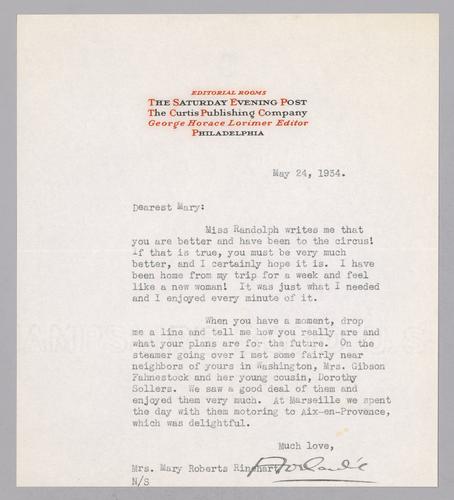 EDITORIAL ROOMS
THE SATURDAY EVENING POST
THE CURTIS PUBLISHING COMPANY
George Horace Lorimer Editor
PHILADELPHIA
May 24, 1934.
Dearest Mary:
Miss Randolph writes me that
you are better and have been to the circus!
If that is true, you must be very much
better, and I certainly hope it is. I have
been home from my trip for a week and feel
like a new woman! It was just what I needed
and I enjoyed every minute of it.
When you have a moment, drop
me a line and tell me how you really are and
what your plans are for the future. On the
steamer going over I met some fairly near
neighbors of yours in Washington, Mrs. Gibson
Fahnestock and her young cousin, Dorothy
Sollers. We saw a good deal of them and
enjoyed them very much. At Marseille we spent
the day with them motoring to Aix-en-Provence,
which was delightful.
Much love,
Mrs. Mary Roberts Rinehart
N/S